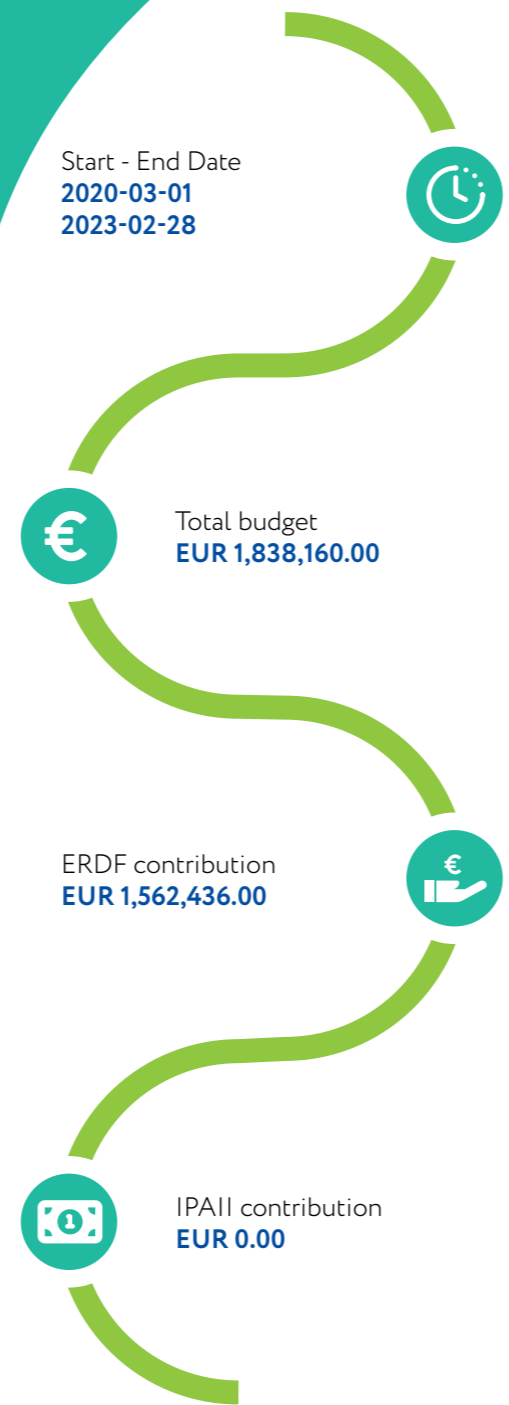 Start - End Date
2020-03-01
2023-02-28
€
Total budget
EUR 1,838,160.00
ERDF contribution
EUR 1,562,436.00
€
1
IPAII contribution
EUR 0.00